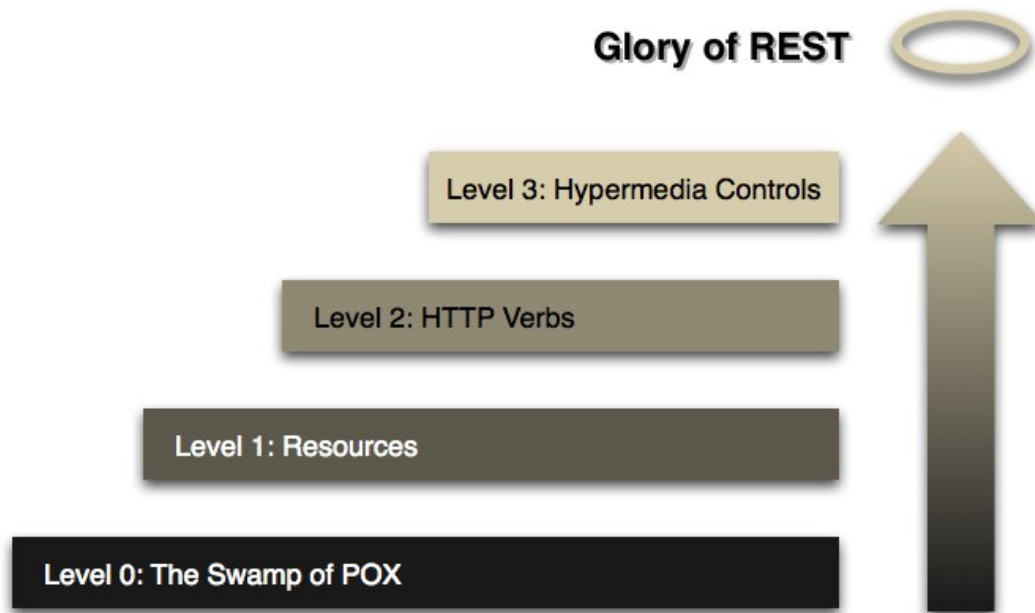 Glory of REST
Level 3: Hypermedia Controls
Level 2: HTTP Verbs
Level 1: Resources
Level 0: The Swamp of POX